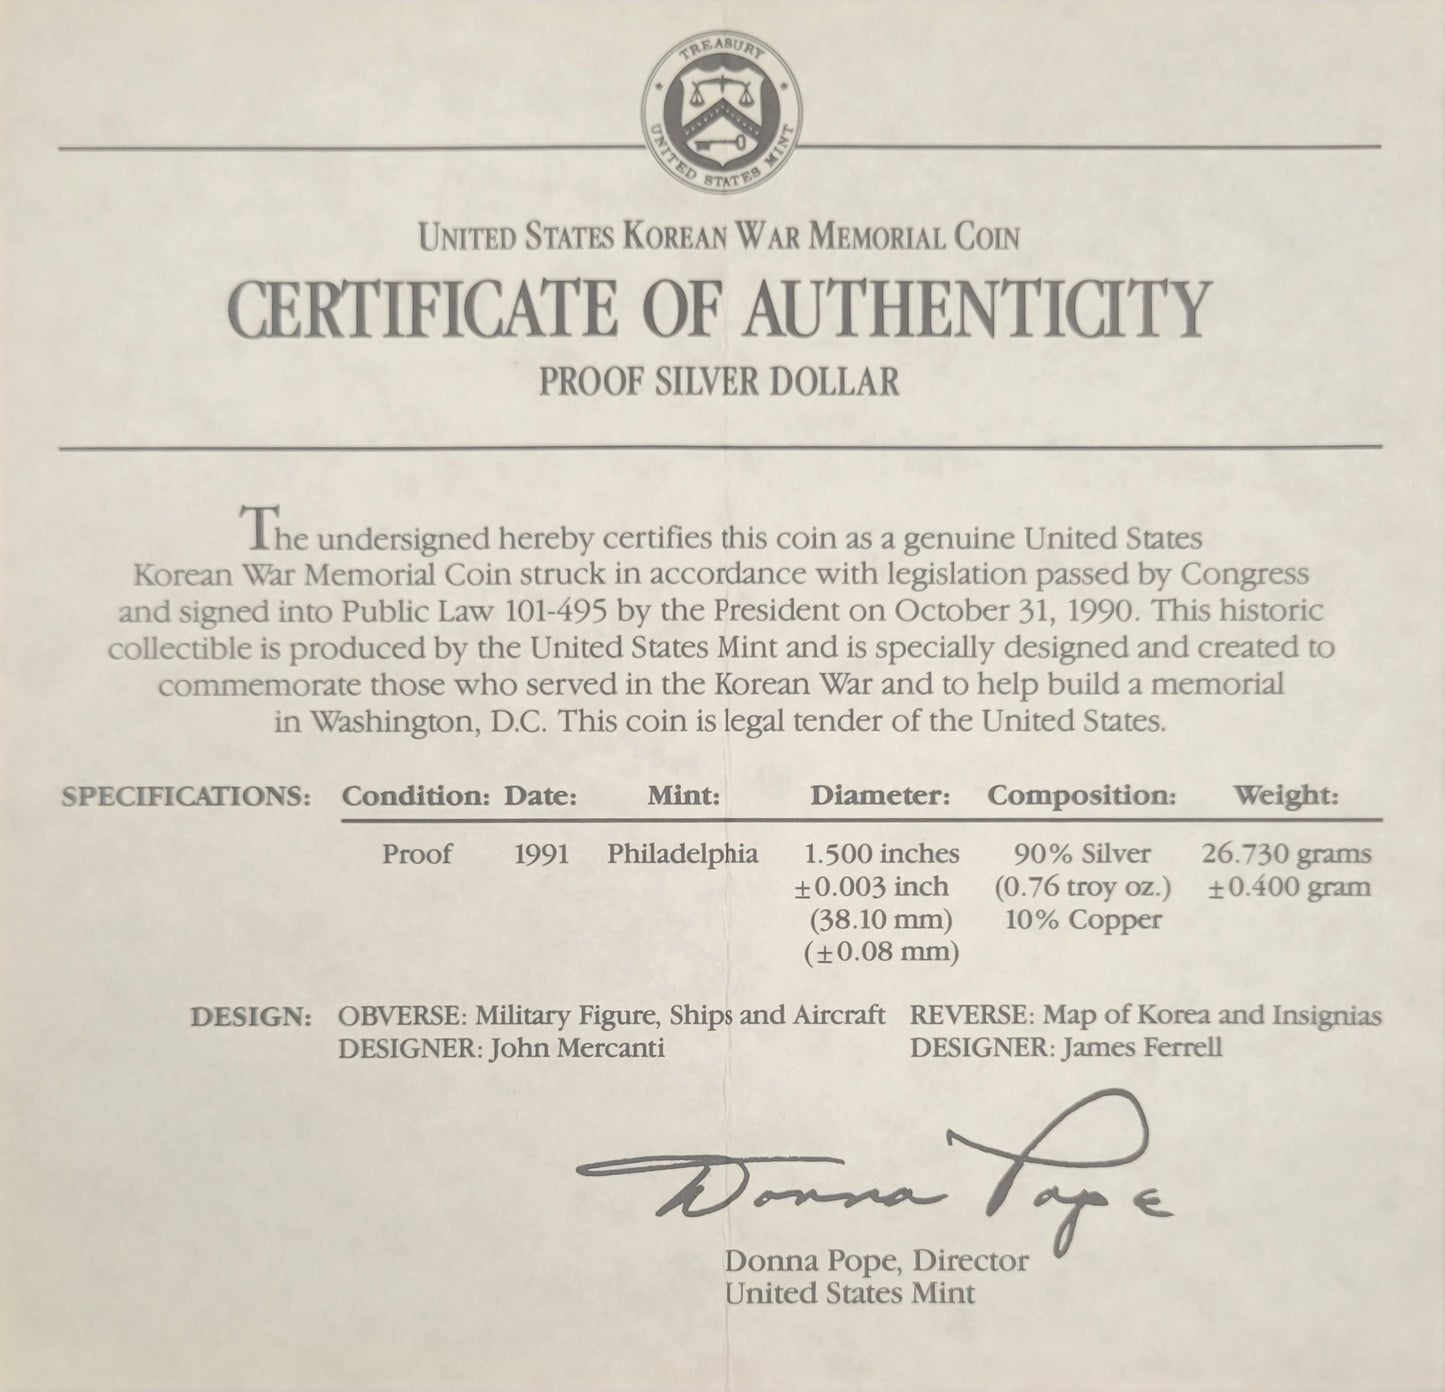 TREASURY
UNITED STATES MINT
UNITED STATES KOREAN WAR MEMORIAL COIN
CERTIFICATE OF AUTHENTICITY
PROOF SILVER DOLLAR
The undersigned hereby certifies this coin as a genuine United States
Korean War Memorial Coin struck in accordance with legislation passed by Congress
and signed into Public Law 101-495 by the President on October 31, 1990. This historic
collectible is produced by the United States Mint and is specially designed and created to
commemorate those who served in the Korean War and to help build a memorial
in Washington, D.C. This coin is legal tender of the United States.
SPECIFICATIONS: Condition: Date: Mint: Diameter: Composition: Weight:
Proof 1991 Philadelphia 1.500 inches 90% Silver 26.730 grams
±0.003 inch (0.76 troy oz.) ±0.400 gram
(38.10 mm) 10% Copper
(±0.08 mm)
DESIGN: OBVERSE: Military Figure, Ships and Aircraft REVERSE: Map of Korea and Insignias
DESIGNER: John Mercanti DESIGNER: James Ferrell
Donna Pope
Donna Pope, Director
United States Mint